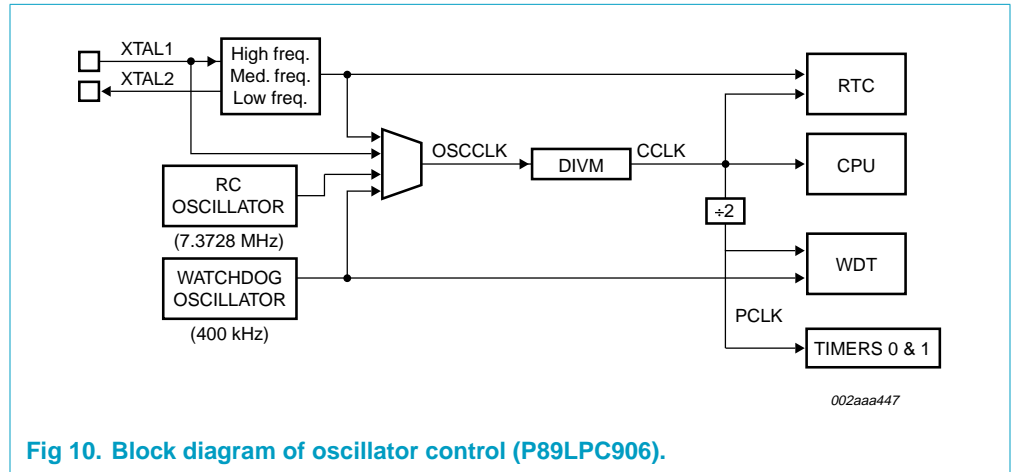 XTAL1
XTAL2
High freq.
Med. freq.
Low freq.
RTC
OSCCLK
DIVM
CCLK
CPU
RC
OSCILLATOR
(7.3728 MHz)
÷2
WATCHDOG
OSCILLATOR
(400 kHz)
WDT
PCLK
TIMERS 0 & 1
002aaa447
Fig 10. Block diagram of oscillator control (P89LPC906).